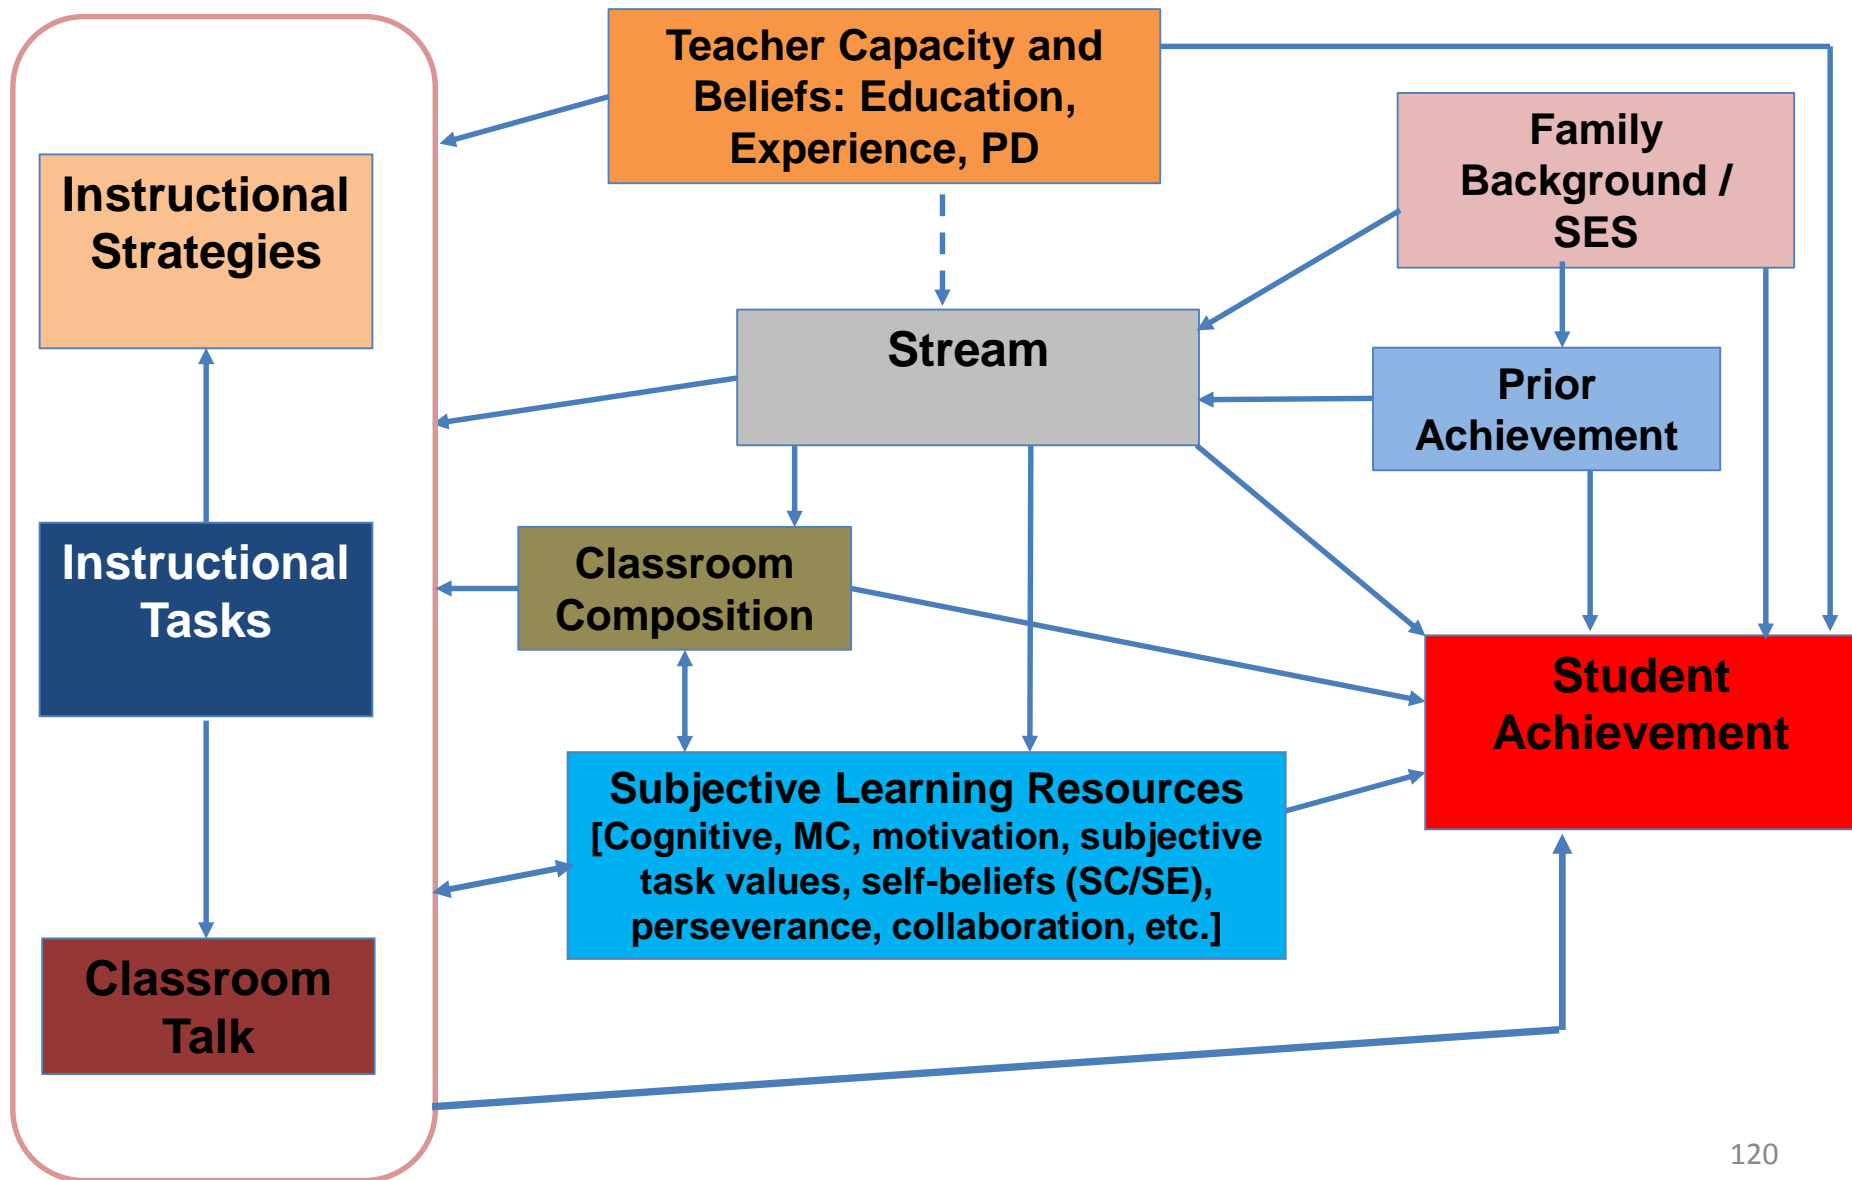 Teacher Capacity and
Beliefs: Education,
Experience, PD
Family
Background /
SES
Instructional
Strategies
Stream
Prior
Achievement
Instructional
Tasks
Classroom
Composition
Student
Achievement
Subjective Learning Resources
[Cognitive, MC, motivation, subjective
task values, self-beliefs (SC/SE),
perseverance, collaboration, etc.]
Classroom
Talk
120